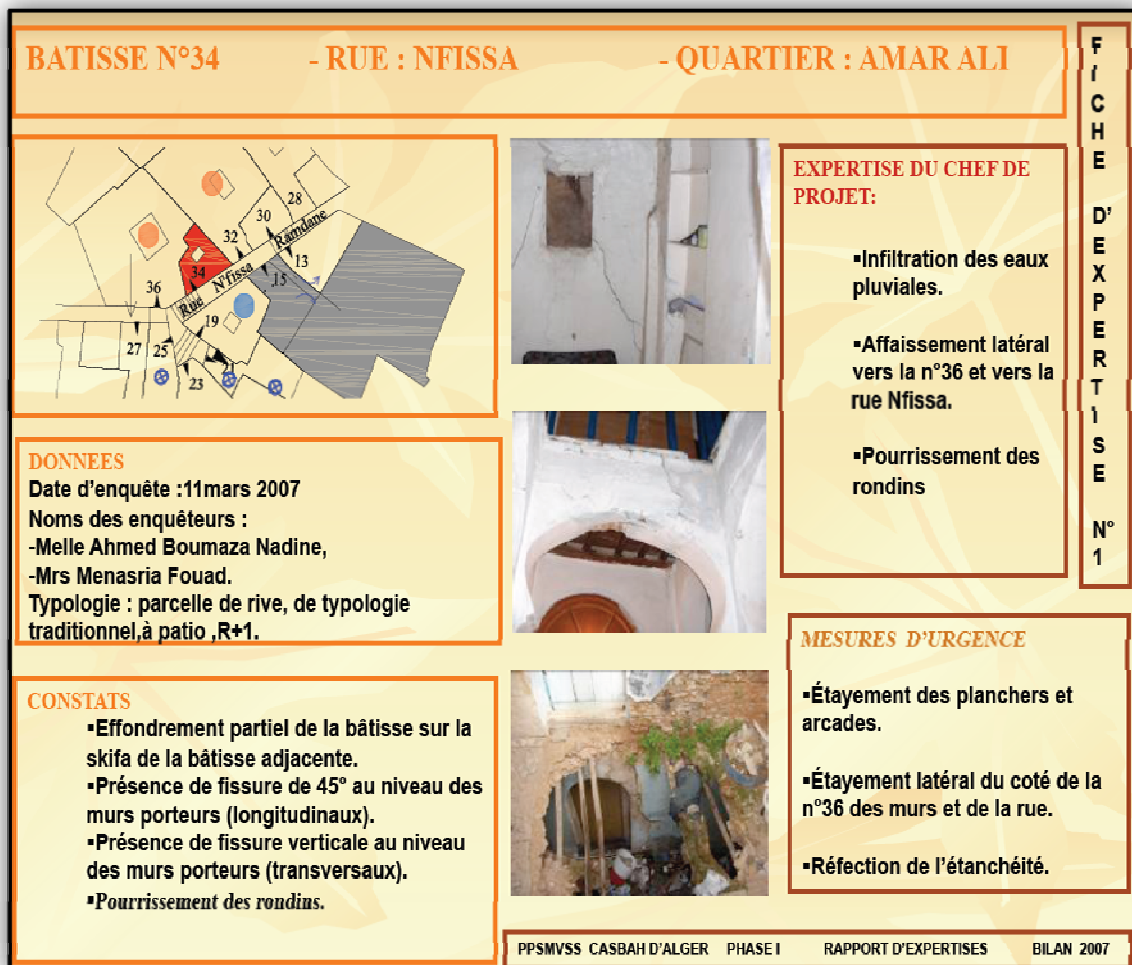 BATISSE N°34 - RUE : NFISSA - QUARTIER : AMAR ALI
FICHE D'EXPERTISE N° 1
28
30
32
Ramdane
13
34
N'fissa
15
36
Rue
19
27
25
21
23
DONNEES
Date d'enquête :11mars 2007
Noms des enquêteurs :
-Melle Ahmed Boumaza Nadine,
-Mrs Menasria Fouad.
Typologie : parcelle de rive, de typologie
traditionnel,à patio ,R+1.
CONSTATS
▪Effondrement partiel de la bâtisse sur la
skifa de la bâtisse adjacente.
▪Présence de fissure de 45° au niveau des
murs porteurs (longitudinaux).
▪Présence de fissure verticale au niveau
des murs porteurs (transversaux).
▪Pourrissement des rondins.
EXPERTISE DU CHEF DE
PROJET:
▪Infiltration des eaux
pluviales.
▪Affaissement latéral
vers la n°36 et vers la
rue Nfissa.
▪Pourrissement des
rondins
MESURES D'URGENCE
▪Étayement des planchers et
arcades.
▪Étayement latéral du coté de la
n°36 des murs et de la rue.
▪Réfection de l'étanchéité.
PPSMVSS CASBAH D'ALGER PHASE I RAPPORT D'EXPERTISES BILAN 2007